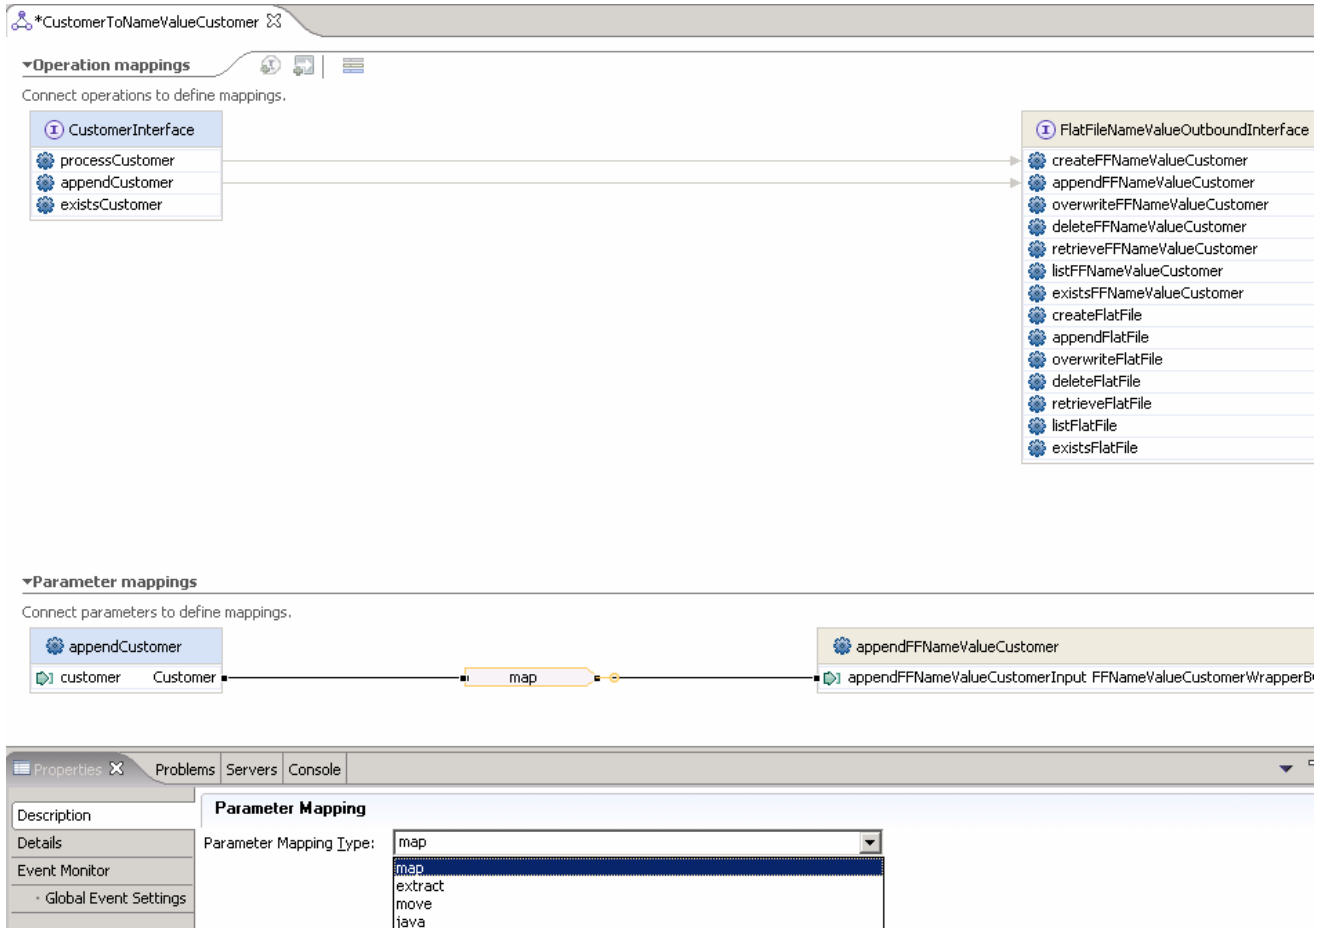 *CustomerToNameValueCustomer
Operation mappings
Connect operations to define mappings.
CustomerInterface
processCustomer
appendCustomer
existsCustomer
FlatFileNameValueOutboundInterface
createFFNameValueCustomer
appendFFNameValueCustomer
overwriteFFNameValueCustomer
deleteFFNameValueCustomer
retrieveFFNameValueCustomer
listFFNameValueCustomer
existsFFNameValueCustomer
createFlatFile
appendFlatFile
overwriteFlatFile
deleteFlatFile
retrieveFlatFile
listFlatFile
existsFlatFile
Parameter mappings
Connect parameters to define mappings.
appendCustomer
customer Customer
map
appendFFNameValueCustomer
appendFFNameValueCustomerInput FFNameValueCustomerWrapperB
Properties Problems Servers Console
Description
Details
Event Monitor
Global Event Settings
Parameter Mapping
Parameter Mapping Type: map
map
extract
move
java